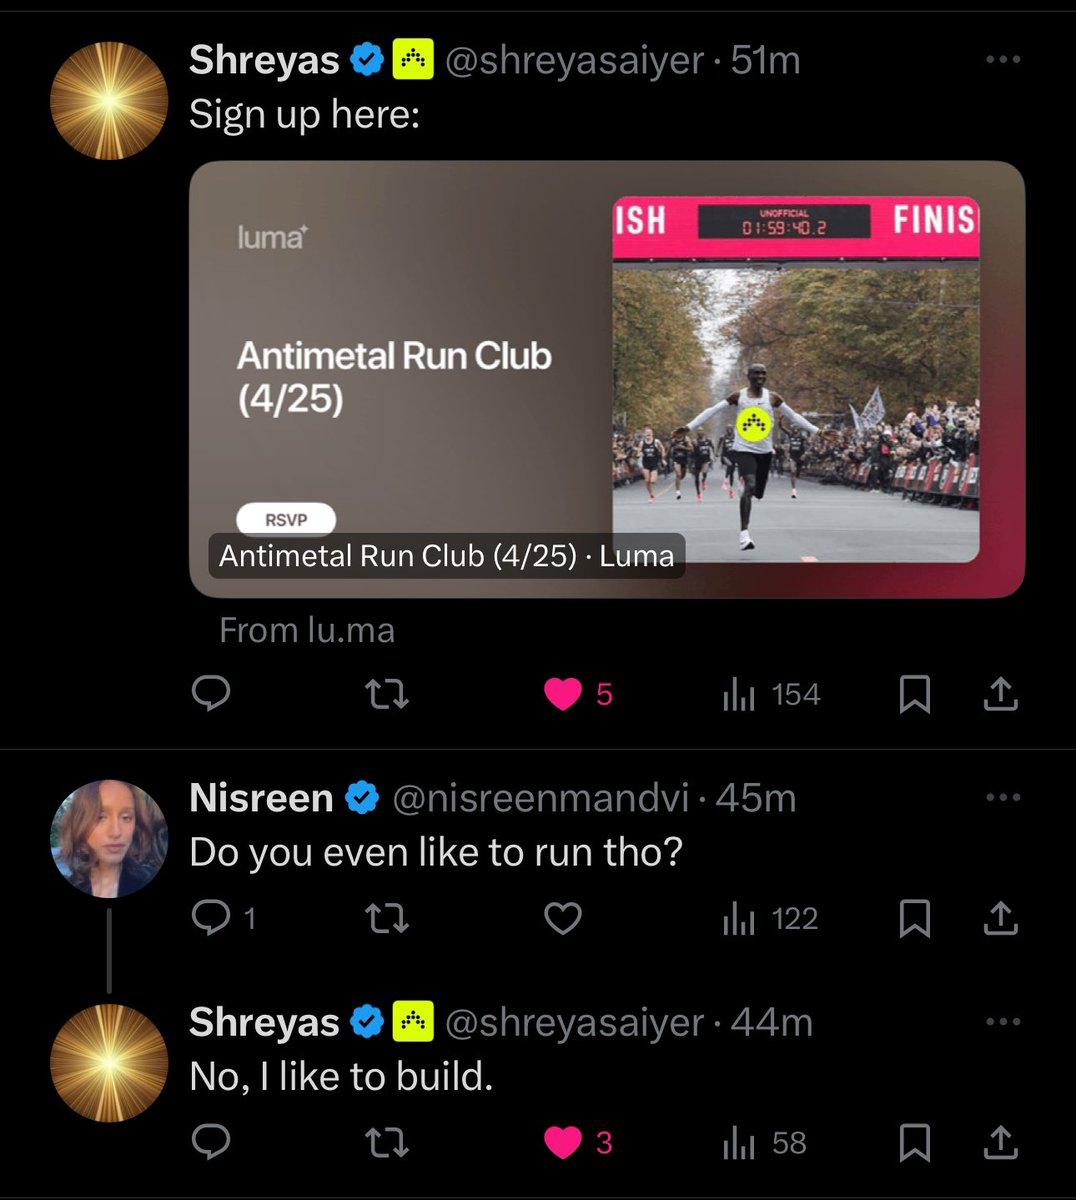 Shreyas @shreyasaiyer · 51m
Sign up here:
luma
ISH
UNOFFICIAL
01:59:40.2
FINIS
Antimetal Run Club
(4/25)
RSVP
Antimetal Run Club (4/25) · Luma
From lu.ma
5 154
Nisreen @nisreenmandvi · 45m
Do you even like to run tho?
1 122
Shreyas @shreyasaiyer · 44m
No, I like to build.
3 58